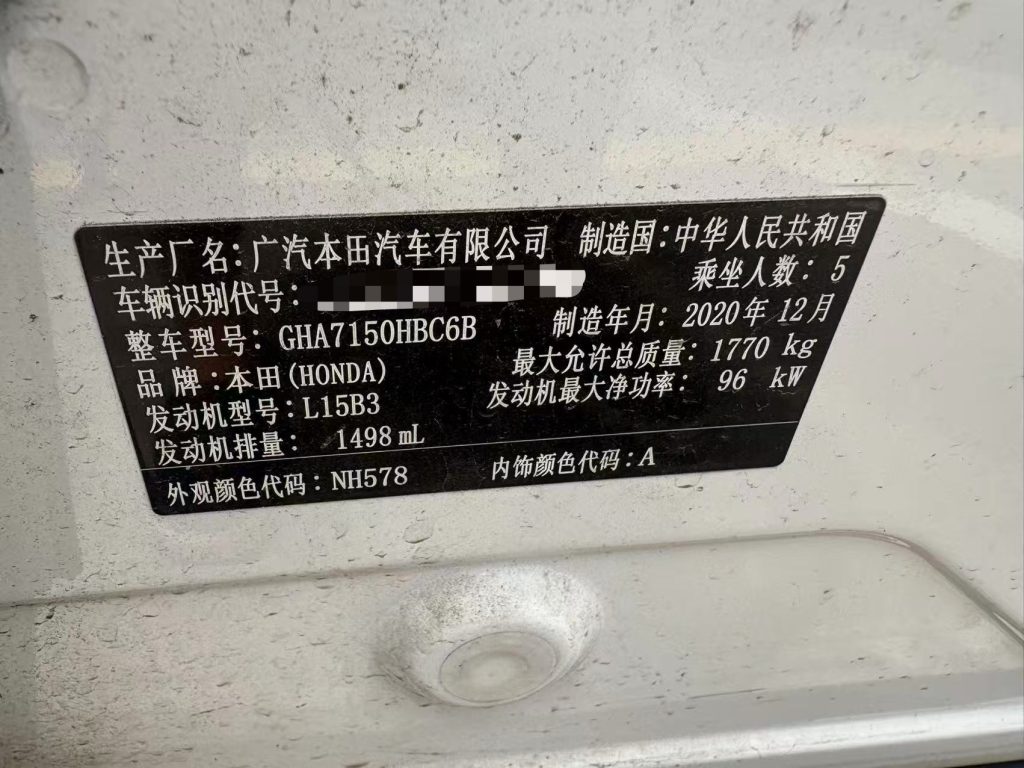 生产厂名：广汽本田汽车有限公司 制造国：中华人民共和国
车辆识别代号： 乘坐人数：5
整车型号：GHA7150HBC6B 制造年月：2020年12月
品牌：本田(HONDA) 最大允许总质量：1770 kg
发动机型号：L15B3 发动机最大净功率：96 kW
发动机排量：1498 mL
外观颜色代码：NH578 内饰颜色代码：A